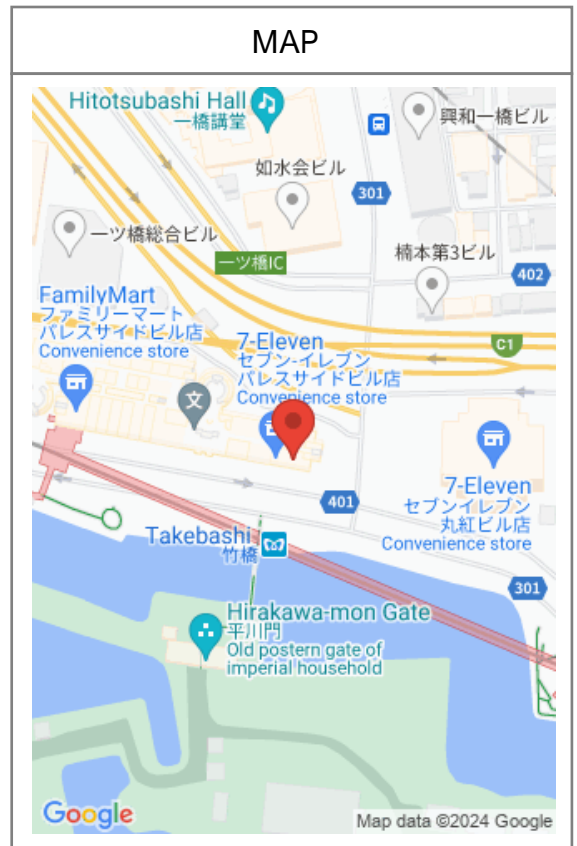 MAP
Hitotsubashi Hall
一橋講堂
興和一橋ビル
如水会ビル
301
一ツ橋総合ビル
一ツ橋IC
楠本第3ビル
402
FamilyMart
ファミリーマート
パレスサイドビル店
Convenience store
7-Eleven
セブン-イレブン
パレスサイドビル店
Convenience store
C1
文
7-Eleven
セブンイレブン
丸紅ビル店
Convenience store
401
Takebashi
竹橋
301
Hirakawa-mon Gate
平川門
Old postern gate of
imperial household
Google
Map data ©2024 Google